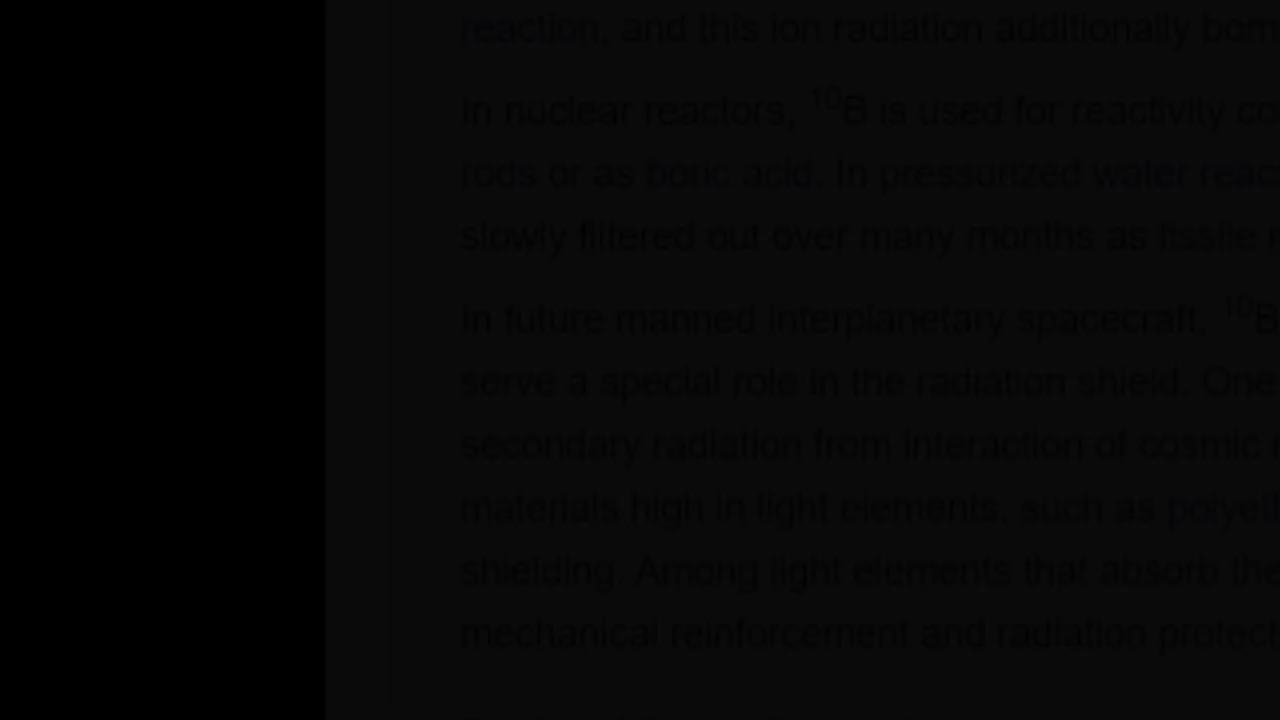 reaction, and this ion radiation additionally bom
In nuclear reactors, ¹⁰B is used for reactivity co
rods or as boric acid. In pressurized water reac
slowly filtered out over many months as fissile
In future manned interplanetary spacecraft, ¹⁰B
serve a special role in the radiation shield. One
secondary radiation from interaction of cosmic
materials high in light elements, such as polyet
shielding. Among light elements that absorb the
mechanical reinforcement and radiation protect